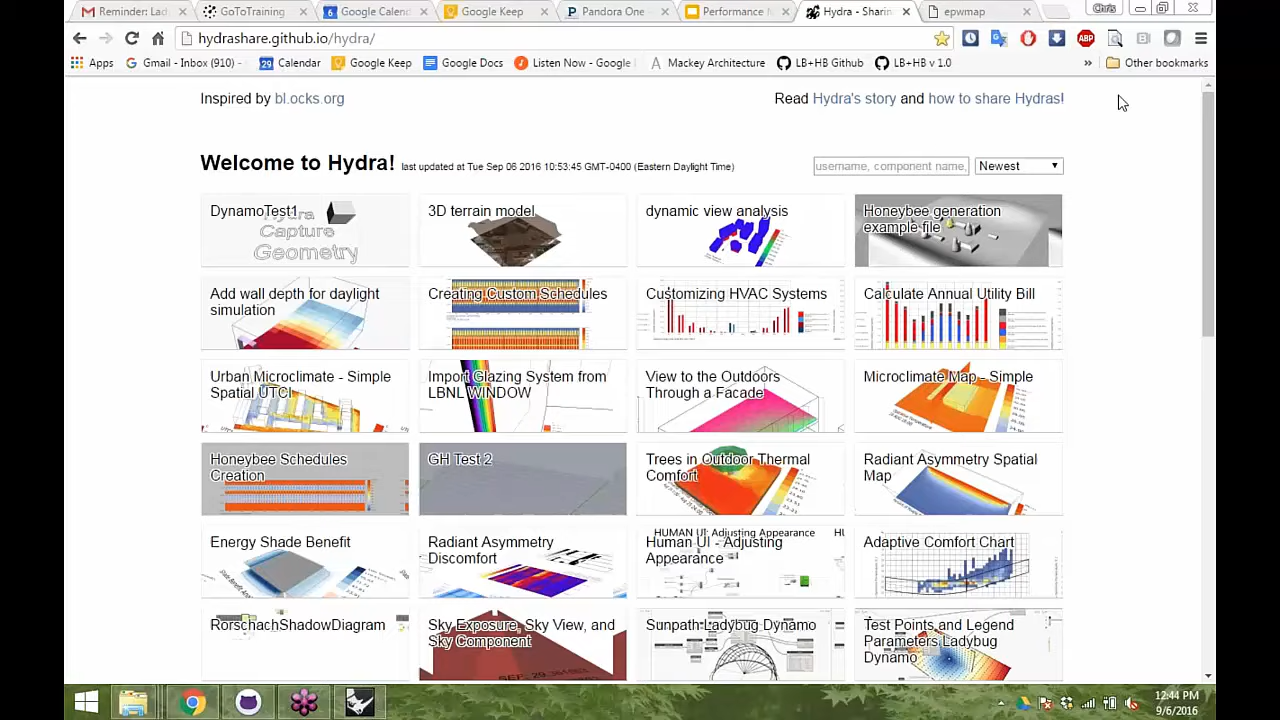 Reminder: Lad
GoToTraining
Google Calen
Google Keep
Pandora One
Performance
Hydra - Sharin
epwmap
Chris
hydrashare.github.io/hydra/
Apps
Gmail - Inbox (910)
Calendar
Google Keep
Google Docs
Listen Now - Google
Mackey Architecture
LB+HB Github
LB+HB v 1.0
»
Other bookmarks
Inspired by bl.ocks.org
Read Hydra's story and how to share Hydras!
Welcome to Hydra! last updated at Tue Sep 06 2016 10:53:45 GMT-0400 (Eastern Daylight Time)
username, component name,
Newest
DynamoTest1
Hydra
Capture
Geometry
3D terrain model
dynamic view analysis
Honeybee generation
example file
Add wall depth for daylight
simulation
Creating Custom Schedules
Customizing HVAC Systems
Calculate Annual Utility Bill
Urban Microclimate - Simple
Spatial UTCI
Import Glazing System from
LBNL WINDOW
View to the Outdoors
Through a Facade
Microclimate Map - Simple
Honeybee Schedules
Creation
GH Test 2
Trees in Outdoor Thermal
Comfort
Radiant Asymmetry Spatial
Map
Energy Shade Benefit
Radiant Asymmetry
Discomfort
HUMAN UI: Adjusting Appearance
Human UI - Adjusting
Appearance
Adaptive Comfort Chart
RorschachShadowDiagram
Sky Exposure, Sky View, and
Sky Component
Sunpath Ladybug Dynamo
Test Points and Legend
Parameters Ladybug
Dynamo
12:44 PM
9/6/2016